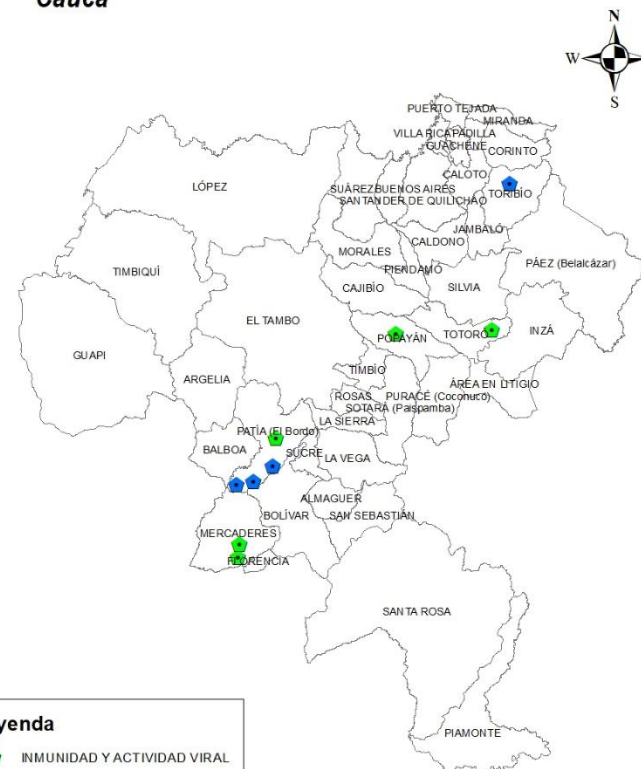 Cauca
N
W
S
PUERTO TEJADA
MIRANDA
VILLA RICA PADILLA
GUACHENÉ
CORINTO
CALOTO
LÓPEZ
SUÁREZ BUENOS AIRES
TORIBÍO
SANTANDER DE QUILICHAO
JAMBALÓ
CALDONO
MORALES
PÁEZ (Belalcázar)
PIENDAMÓ
TIMBIQUÍ
CAJIBÍO
SILVIA
EL TAMBO
TOTORÓ
INZÁ
POPAYÁN
GUAPI
TIMBÍO
ARGELIA
ÁREA EN LITIGIO
ROSAS
PURACÉ (Coconuco)
SOTARÁ (Paispamba)
LA SIERRA
PATÍA (El Bordo)
BALBOA
SUCRE
LA VEGA
ALMAGUER
BOLÍVAR
SAN SEBASTIÁN
MERCADERES
FLORENCIA
SANTA ROSA
yenda
PIAMONTE
INMUNIDAD Y ACTIVIDAD VIRAL